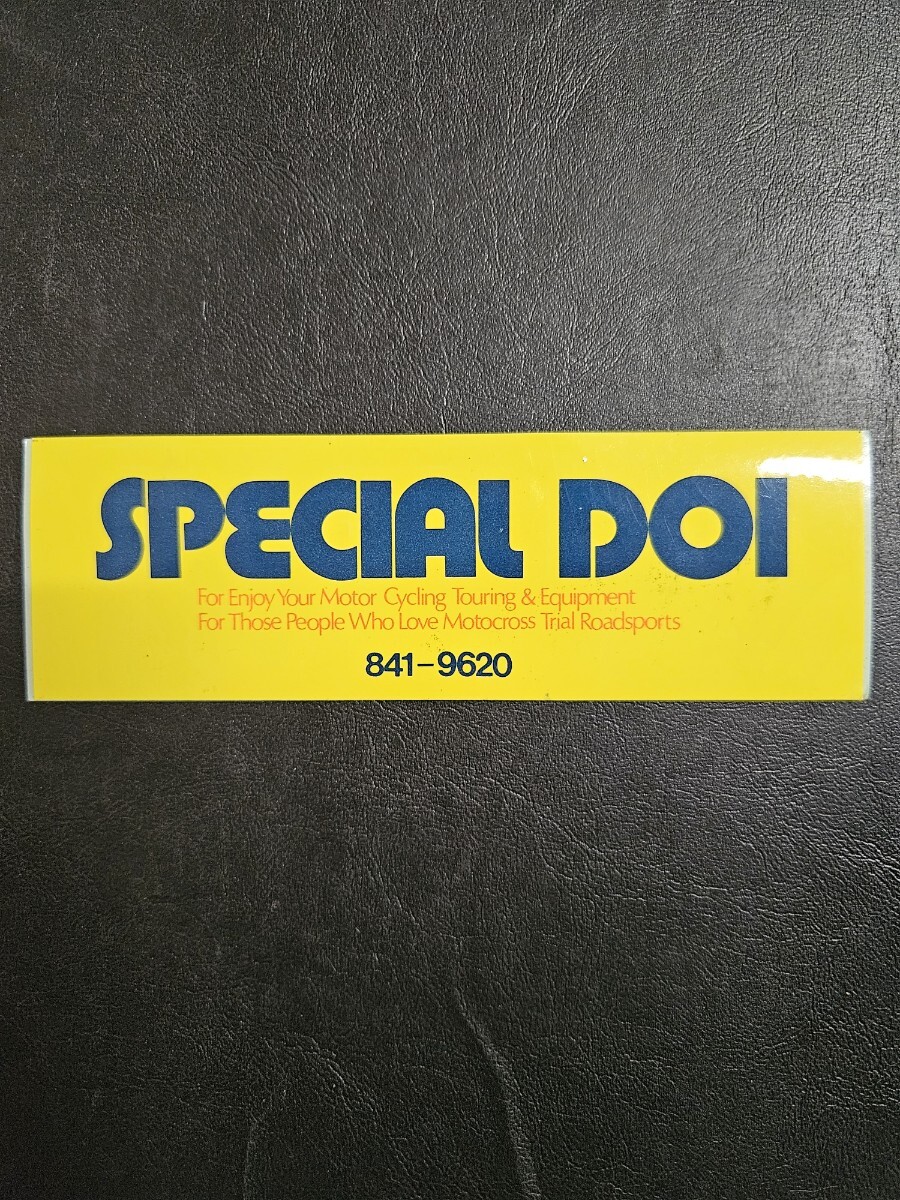 SPECIAL DOI
For Enjoy Your Motor Cycling Touring & Equipment
For Those People Who Love Motocross Trial Roadsports
841-9620